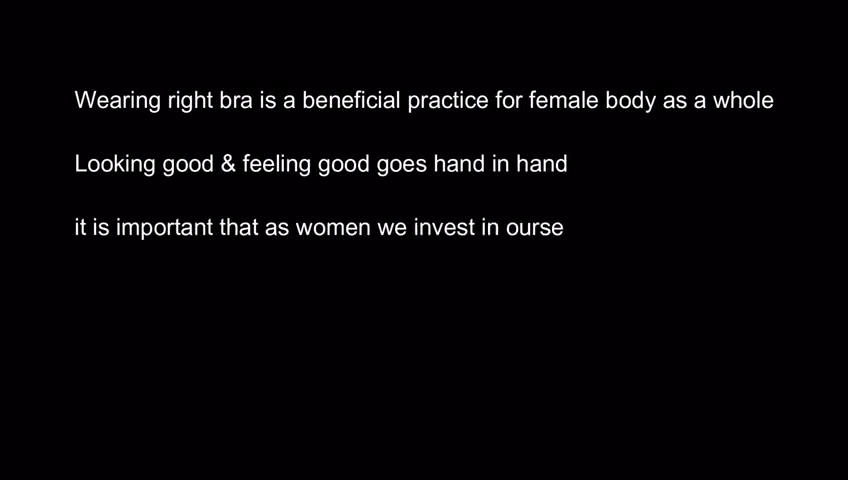 Wearing right bra is a beneficial practice for female body as a whole
Looking good & feeling good goes hand in hand
it is important that as women we invest in ourse